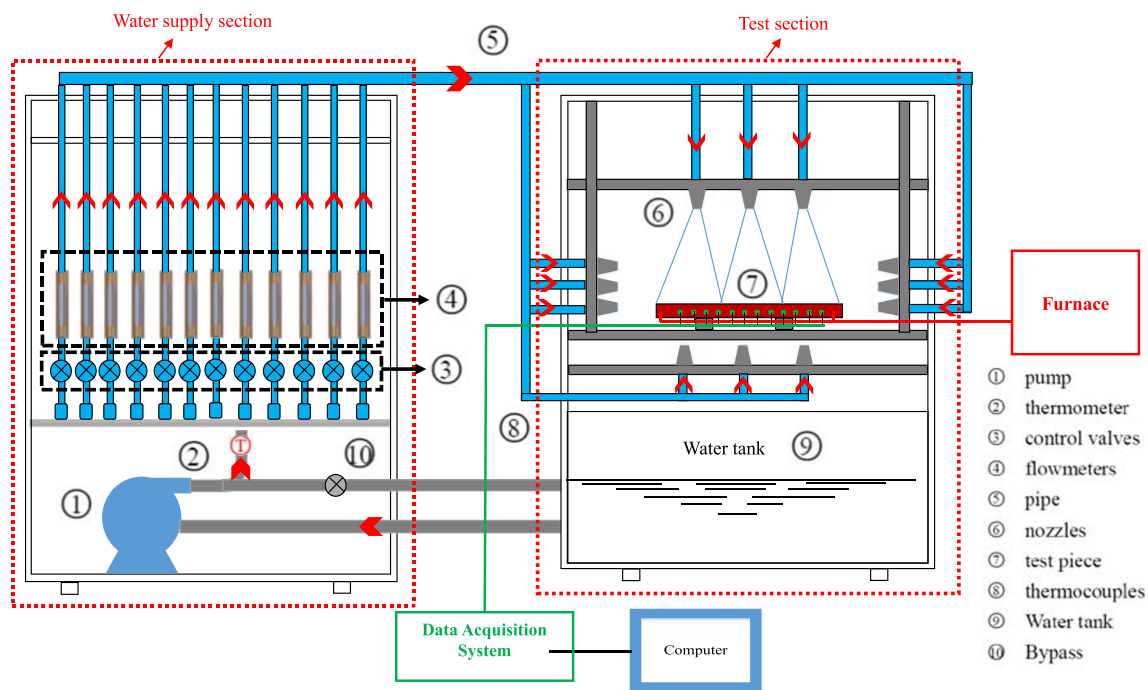 Water supply section
Test section
⑤
⑥
⑦
④
③
Furnace
① pump
② thermometer
③ control valves
④ flowmeters
⑤ pipe
⑥ nozzles
⑦ test piece
⑧ thermocouples
⑨ Water tank
⑩ Bypass
⑧
Water tank
⑨
T
②
⑩
①
Data Acquisition
System
Computer